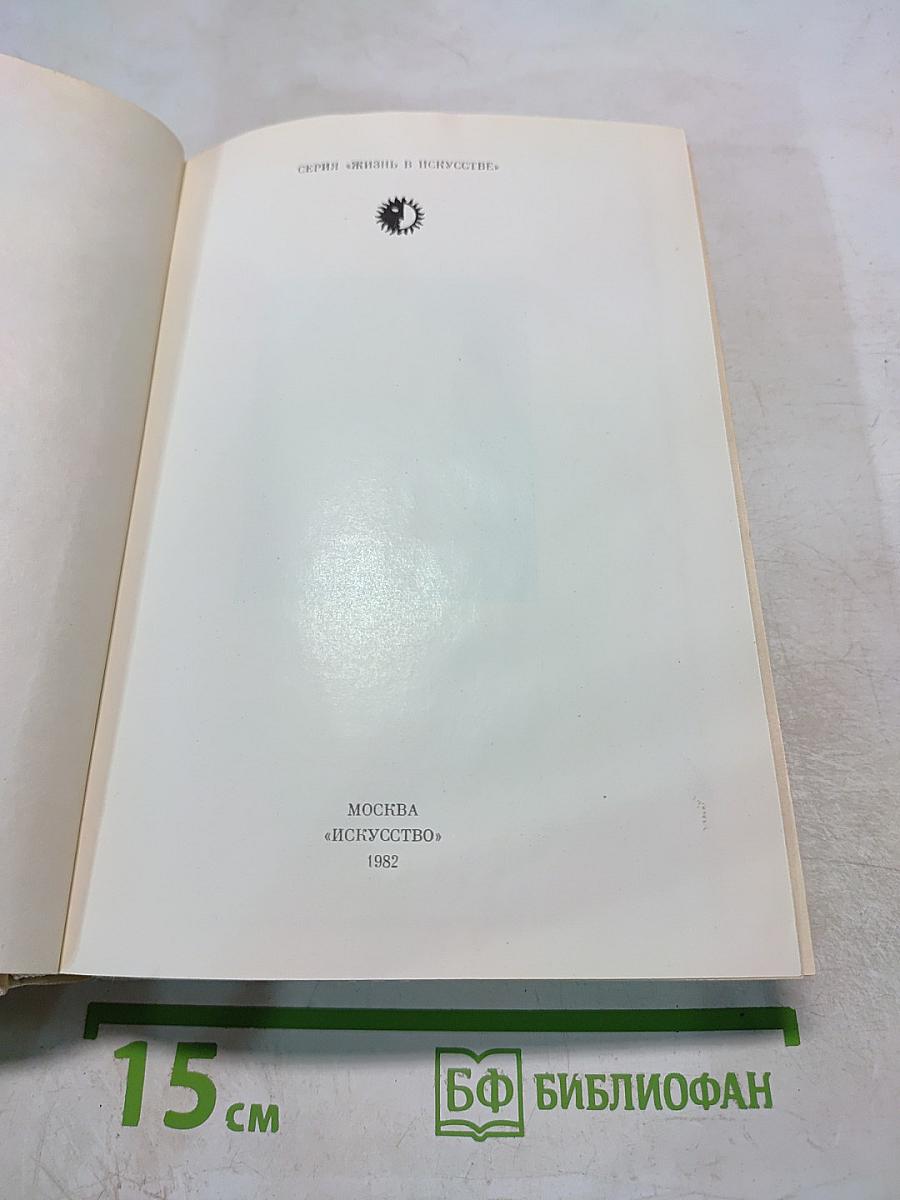 СЕРИЯ «ЖИЗНЬ В ИСКУССТВЕ»
МОСКВА
«ИСКУССТВО»
1982
15 см
БФ БИБЛИОФАН